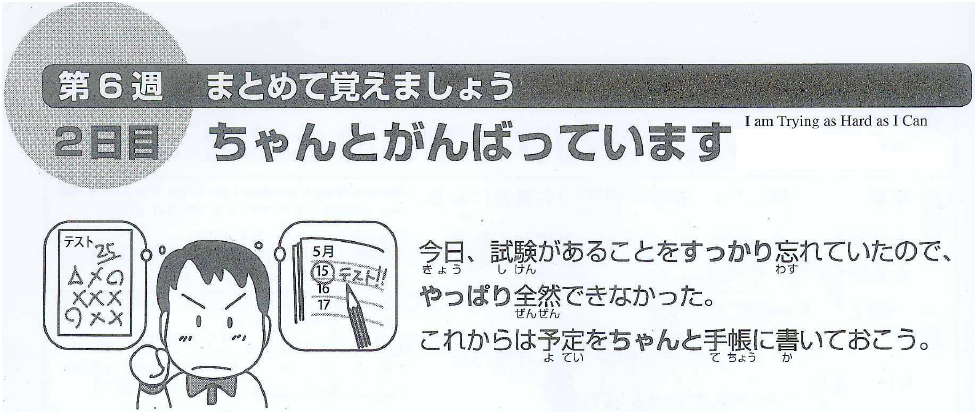 第6週 まとめて覚えましょう
2日目 ちゃんとがんばっています
I am Trying as Hard as I Can
テスト 25
△×○
×××
○××
5月
15 テスト!!
16
17
今日、試験があることをすっかり忘れていたので、
きょう しけん わす
やっぱり全然できなかった。
ぜんぜん
これからは予定をちゃんと手帳に書いておこう。
よてい てちょう か